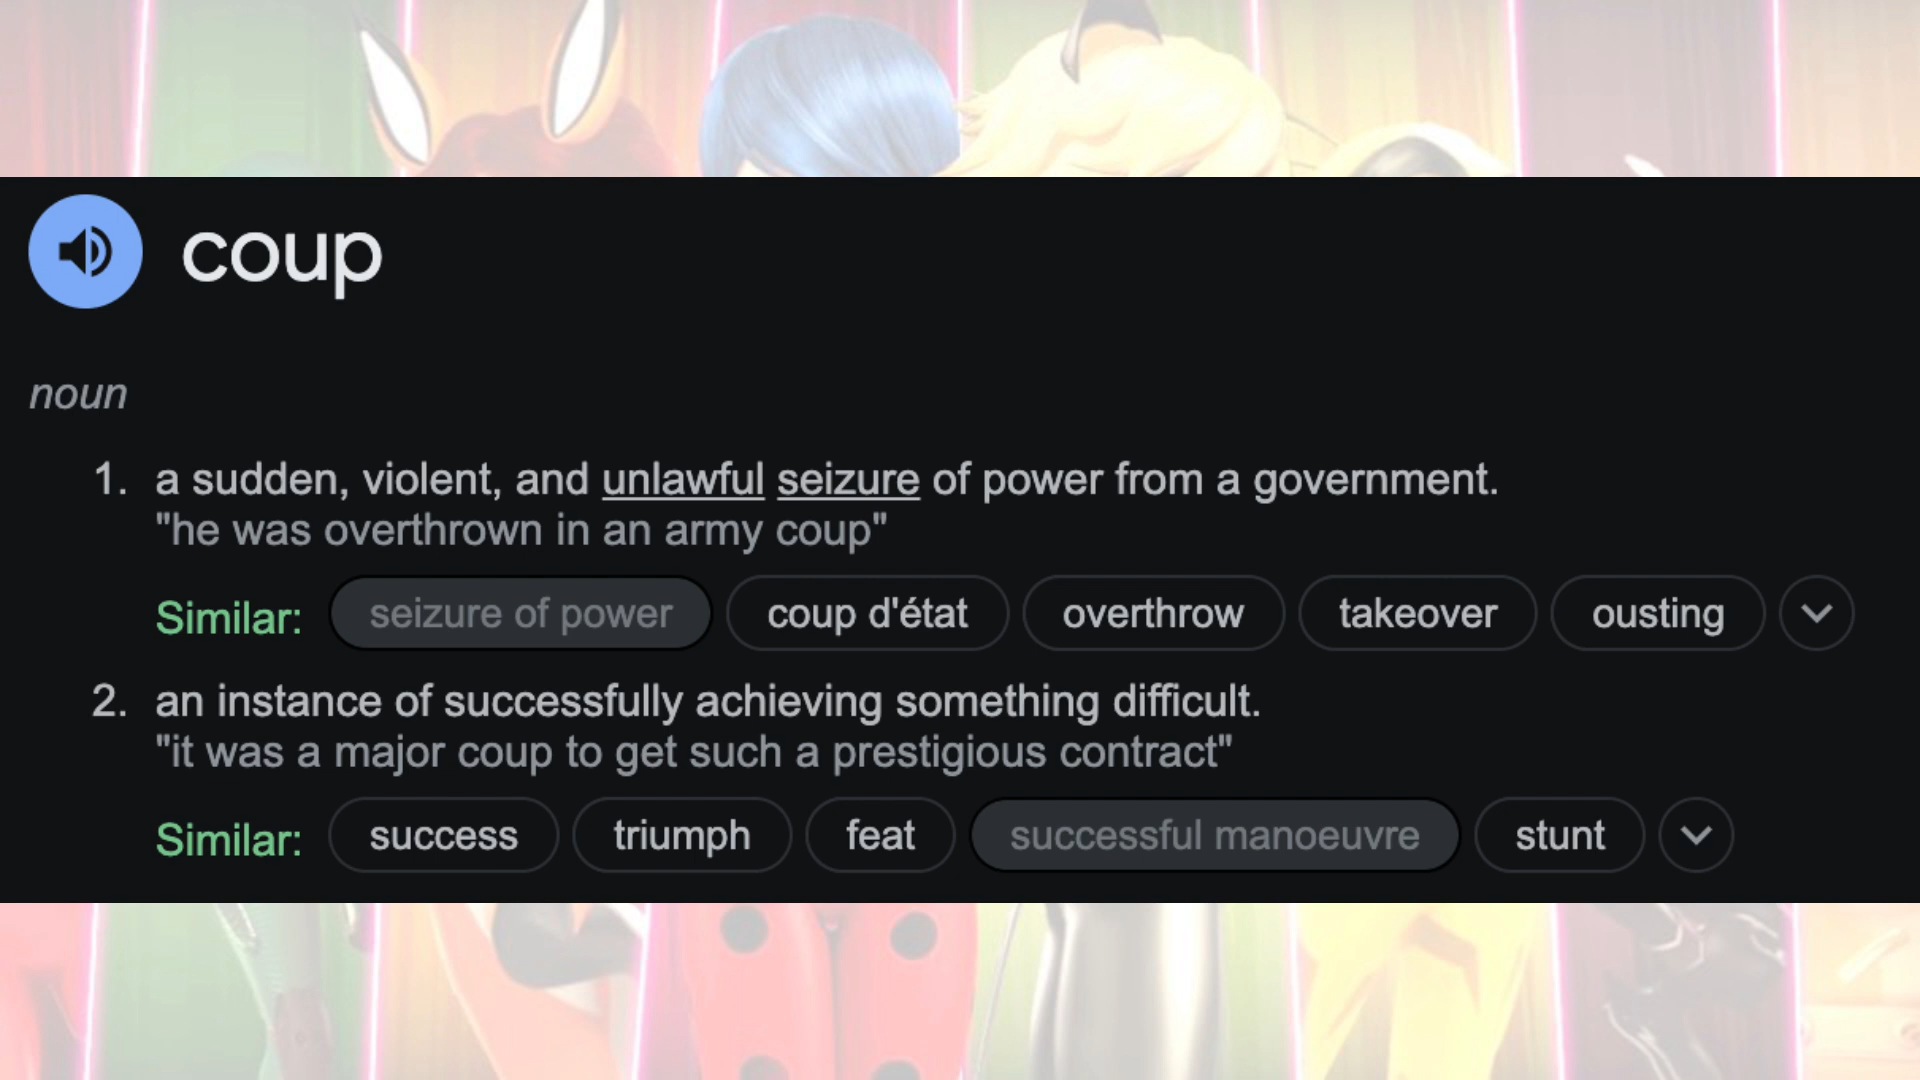 coup
noun
1. a sudden, violent, and unlawful seizure of power from a government.
"he was overthrown in an army coup"
Similar: seizure of power coup d'état overthrow takeover ousting
2. an instance of successfully achieving something difficult.
"it was a major coup to get such a prestigious contract"
Similar: success triumph feat successful manoeuvre stunt